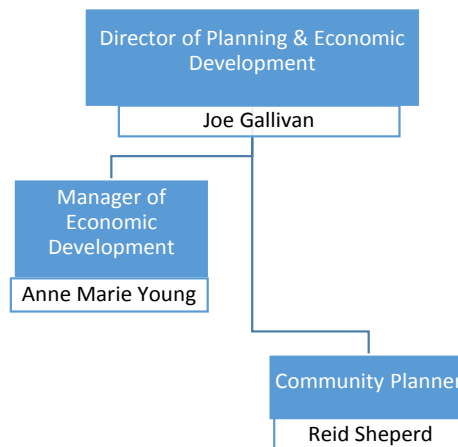 Director of Planning & Economic
Development
Joe Gallivan
Manager of
Economic
Development
Anne Marie Young
Community Planner
Reid Sheperd